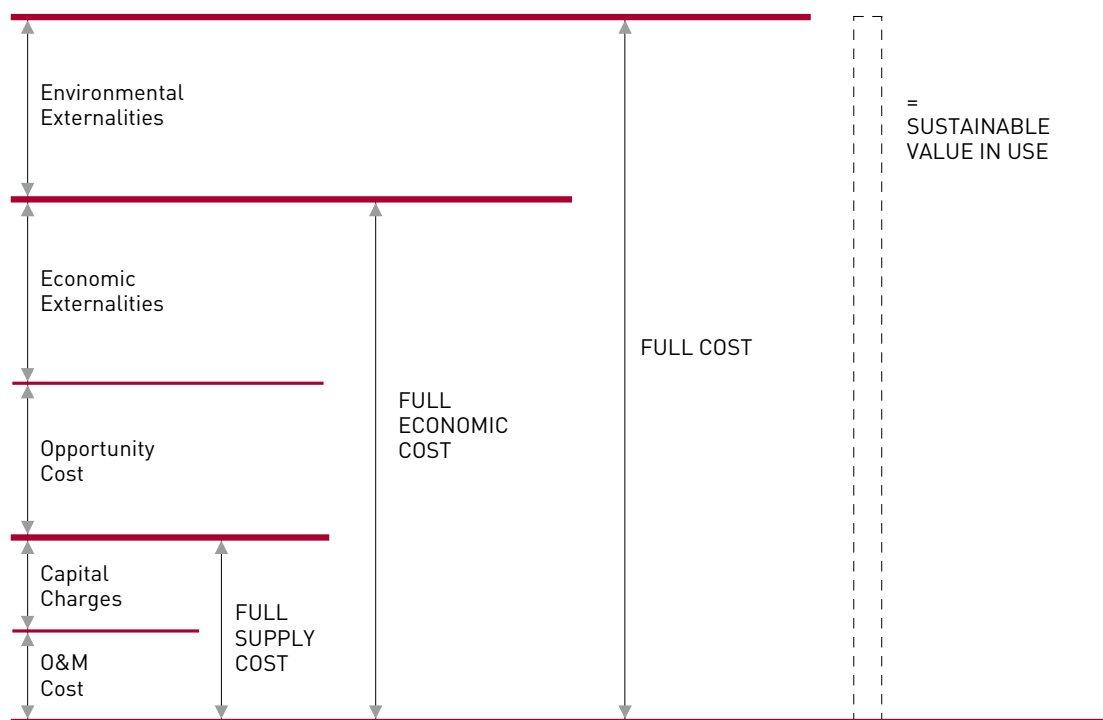 Environmental
Externalities
=
SUSTAINABLE
VALUE IN USE
Economic
Externalities
FULL COST
FULL
ECONOMIC
COST
Opportunity
Cost
Capital
Charges
FULL
SUPPLY
COST
O&M
Cost